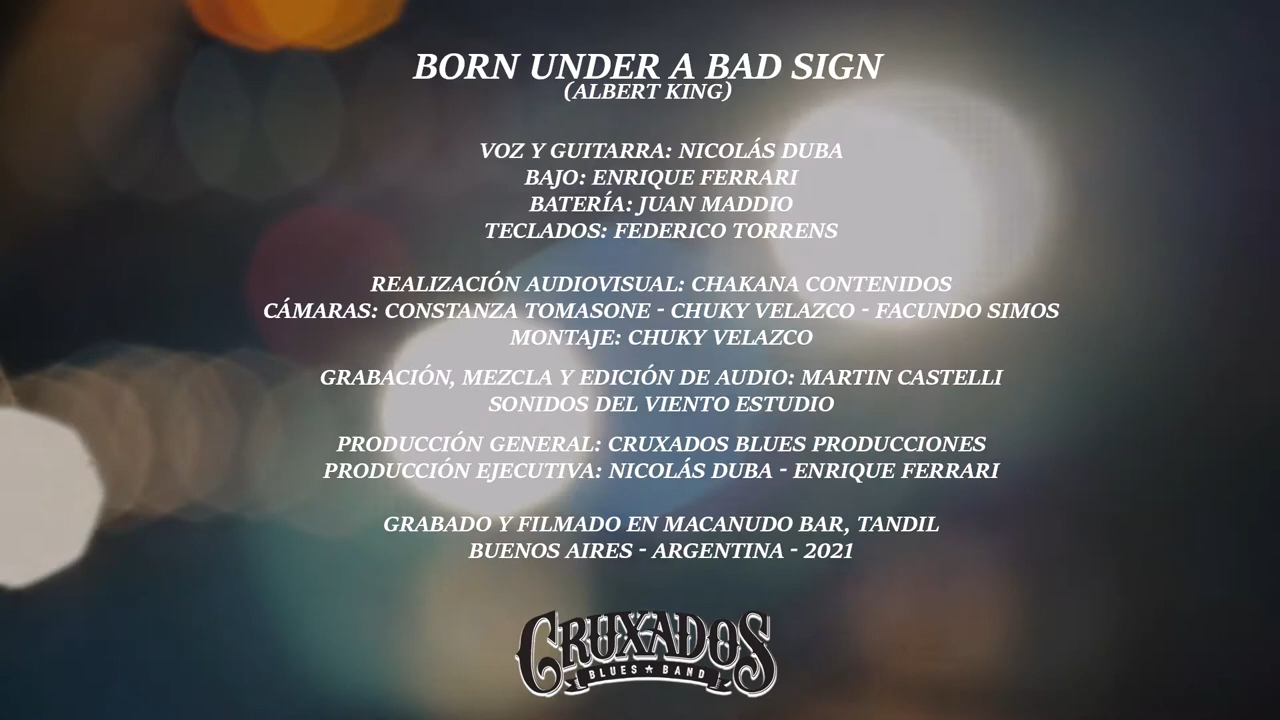 BORN UNDER A BAD SIGN
(ALBERT KING)
VOZ Y GUITARRA: NICOLÁS DUBA
BAJO: ENRIQUE FERRARI
BATERÍA: JUAN MADDIO
TECLADOS: FEDERICO TORRENS
REALIZACIÓN AUDIOVISUAL: CHAKANA CONTENIDOS
CÁMARAS: CONSTANZA TOMASONE - CHUKY VELAZCO - FACUNDO SIMOS
MONTAJE: CHUKY VELAZCO
GRABACIÓN, MEZCLA Y EDICIÓN DE AUDIO: MARTIN CASTELLI
SONIDOS DEL VIENTO ESTUDIO
PRODUCCIÓN GENERAL: CRUXADOS BLUES PRODUCCIONES
PRODUCCIÓN EJECUTIVA: NICOLÁS DUBA - ENRIQUE FERRARI
GRABADO Y FILMADO EN MACANUDO BAR, TANDIL
BUENOS AIRES - ARGENTINA - 2021
CRUXADOS
BLUES ★ BAND